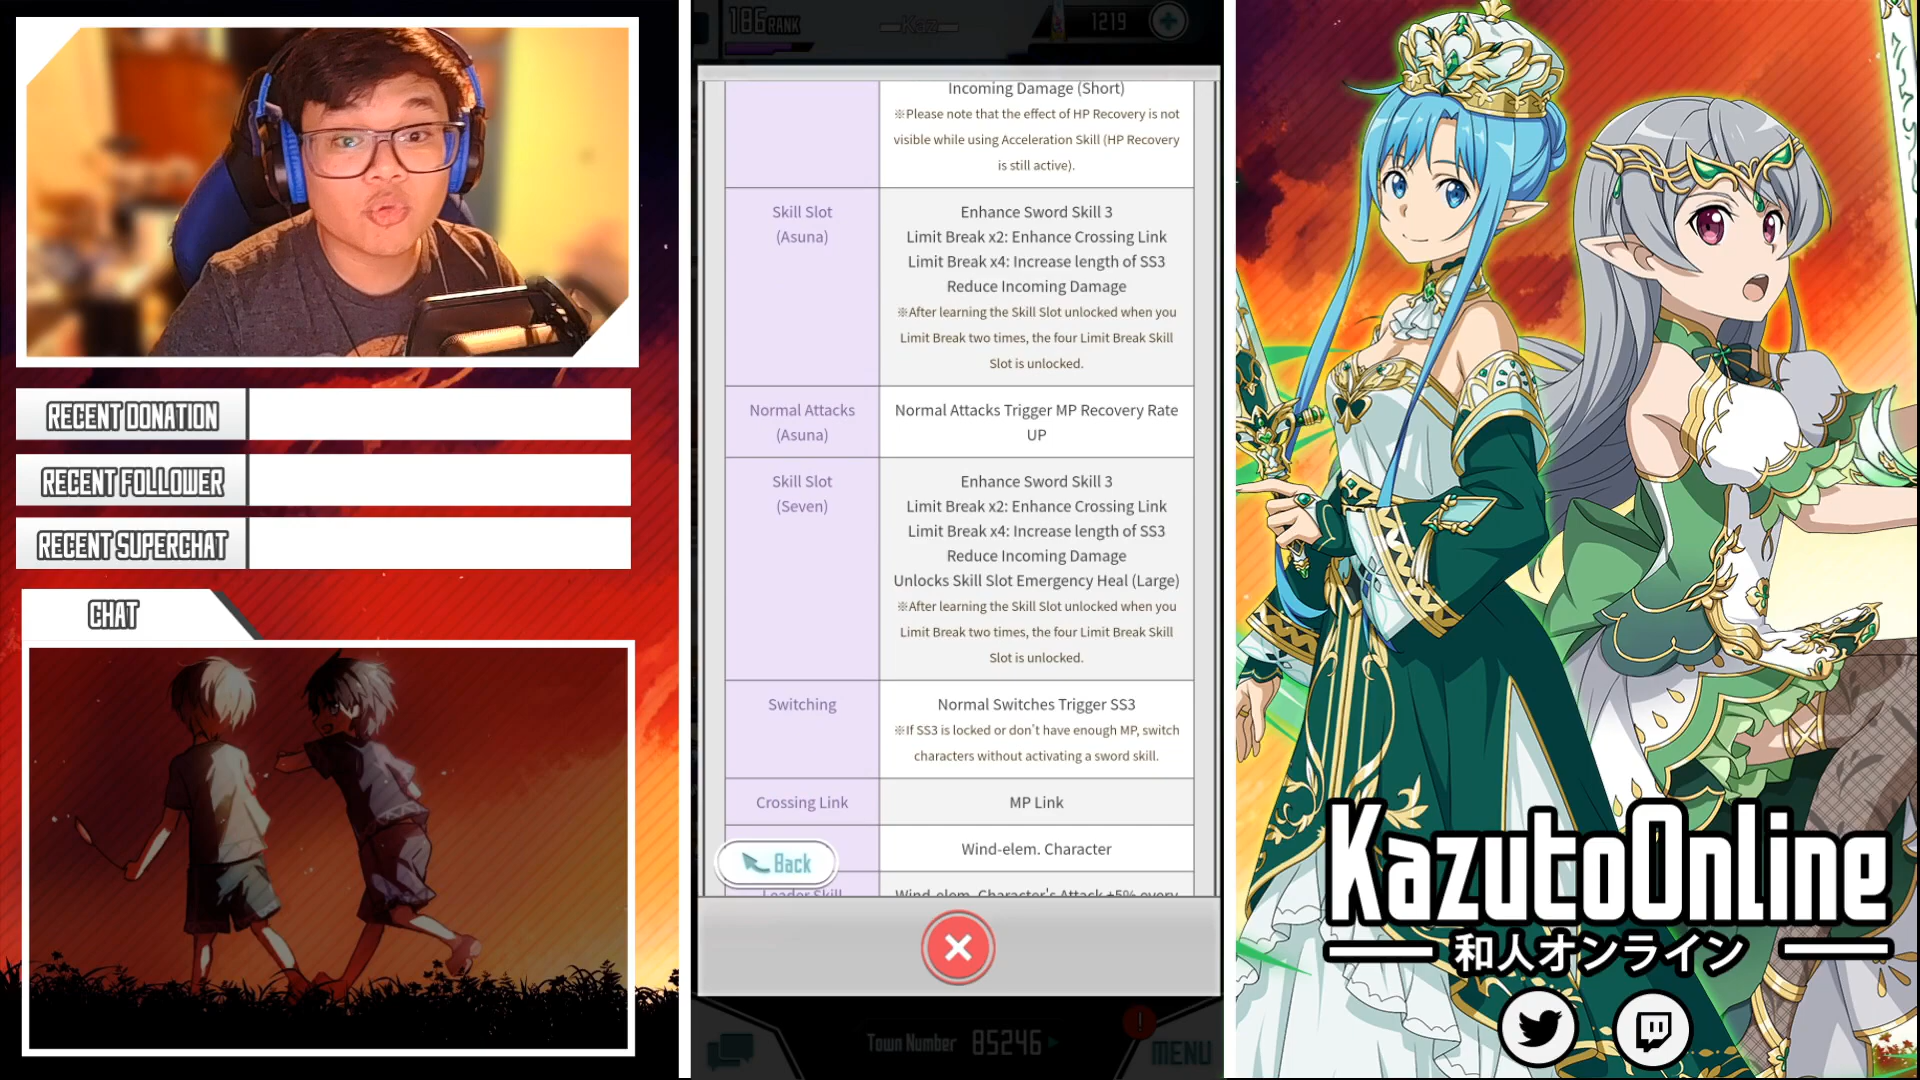 RECENT DONATION
RECENT FOLLOWER
RECENT SUPERCHAT
CHAT
186 RANK
Kaz
1219
Incoming Damage (Short)
※Please note that the effect of HP Recovery is not
visible while using Acceleration Skill (HP Recovery
is still active).
Skill Slot
(Asuna)
Enhance Sword Skill 3
Limit Break x2: Enhance Crossing Link
Limit Break x4: Increase length of SS3
Reduce Incoming Damage
※After learning the Skill Slot unlocked when you
Limit Break two times, the four Limit Break Skill
Slot is unlocked.
Normal Attacks
(Asuna)
Normal Attacks Trigger MP Recovery Rate
UP
Skill Slot
(Seven)
Enhance Sword Skill 3
Limit Break x2: Enhance Crossing Link
Limit Break x4: Increase length of SS3
Reduce Incoming Damage
Unlocks Skill Slot Emergency Heal (Large)
※After learning the Skill Slot unlocked when you
Limit Break two times, the four Limit Break Skill
Slot is unlocked.
Switching
Normal Switches Trigger SS3
※If SS3 is locked or don't have enough MP, switch
characters without activating a sword skill.
Crossing Link
MP Link
Wind-elem. Character
Back
Leader Skill
Wind-elem. Character's Attack +5% every
Town Number 85246
MENU
KazutoOnline
和人オンライン